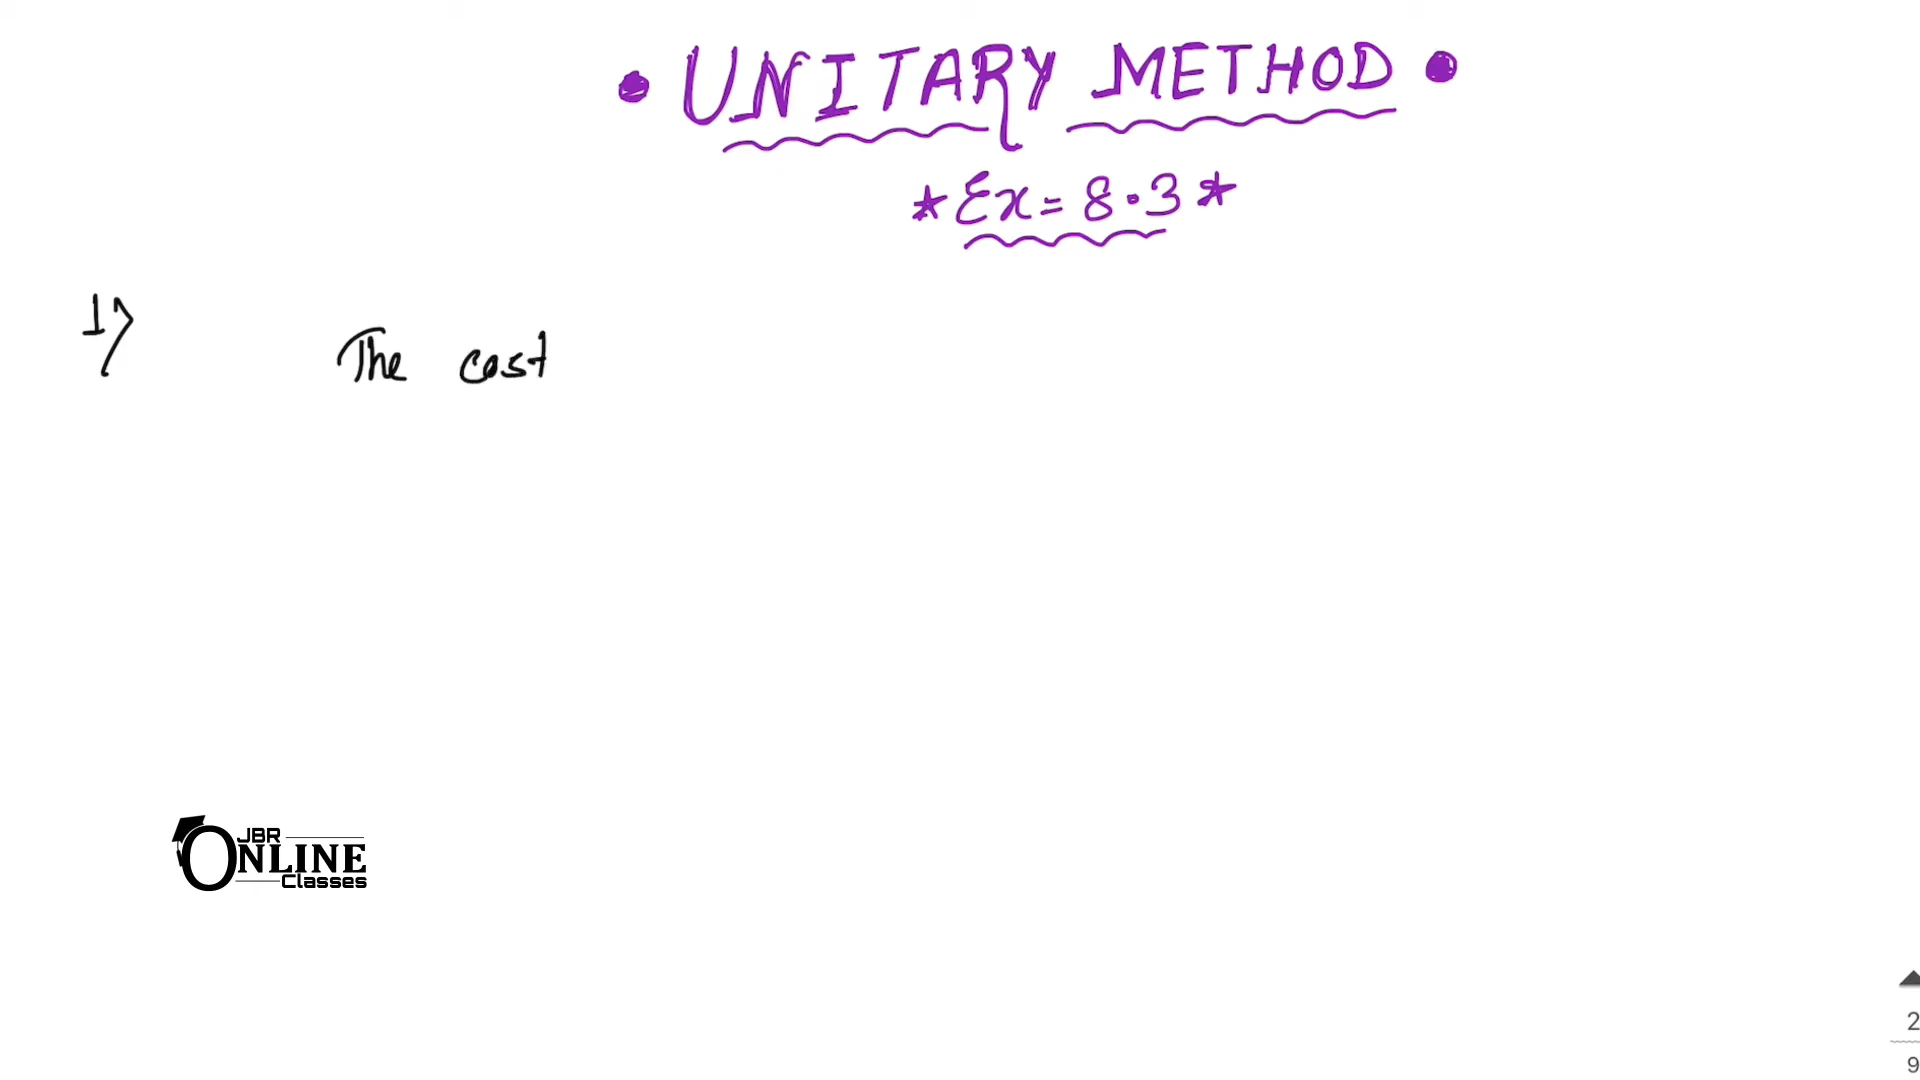 • UNITARY METHOD •
* Ex = 8.3 *
1) The cost
JBR
ONLINE
Classes
2
9